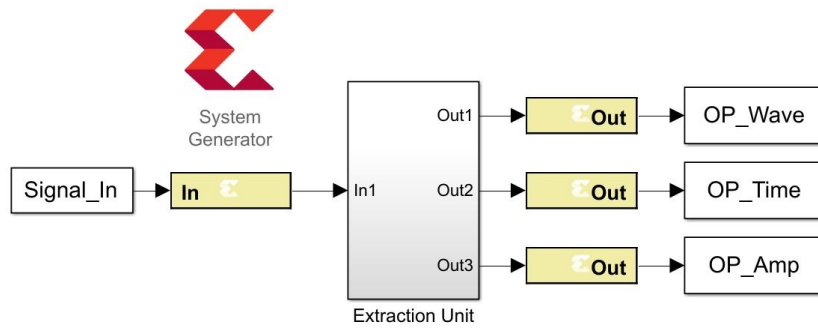 System
Generator
Out1
Out
OP_Wave
Signal_In
In
In1
Out2
Out
OP_Time
Out3
Out
OP_Amp
Extraction Unit